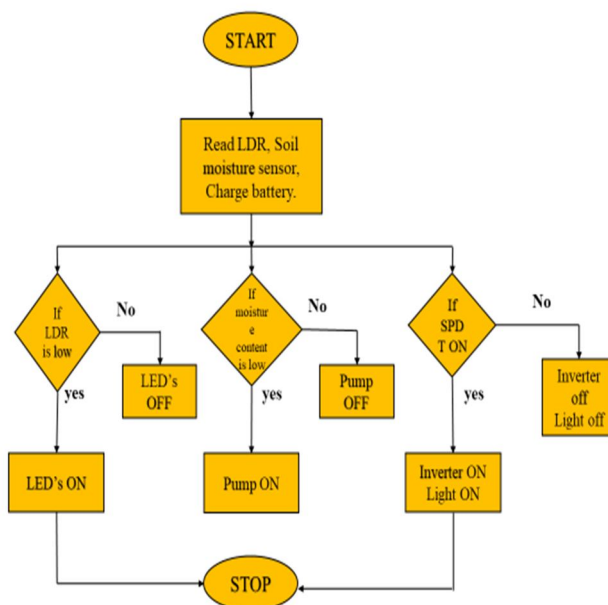 START
Read LDR, Soil
moisture sensor,
Charge battery.
If
LDR
is low
No
LED's
OFF
yes
LED's ON
If
moistur
e
content
is low
No
Pump
OFF
yes
Pump ON
If
SPD
T ON
No
Inverter
off
Light off
yes
Inverter ON
Light ON
STOP